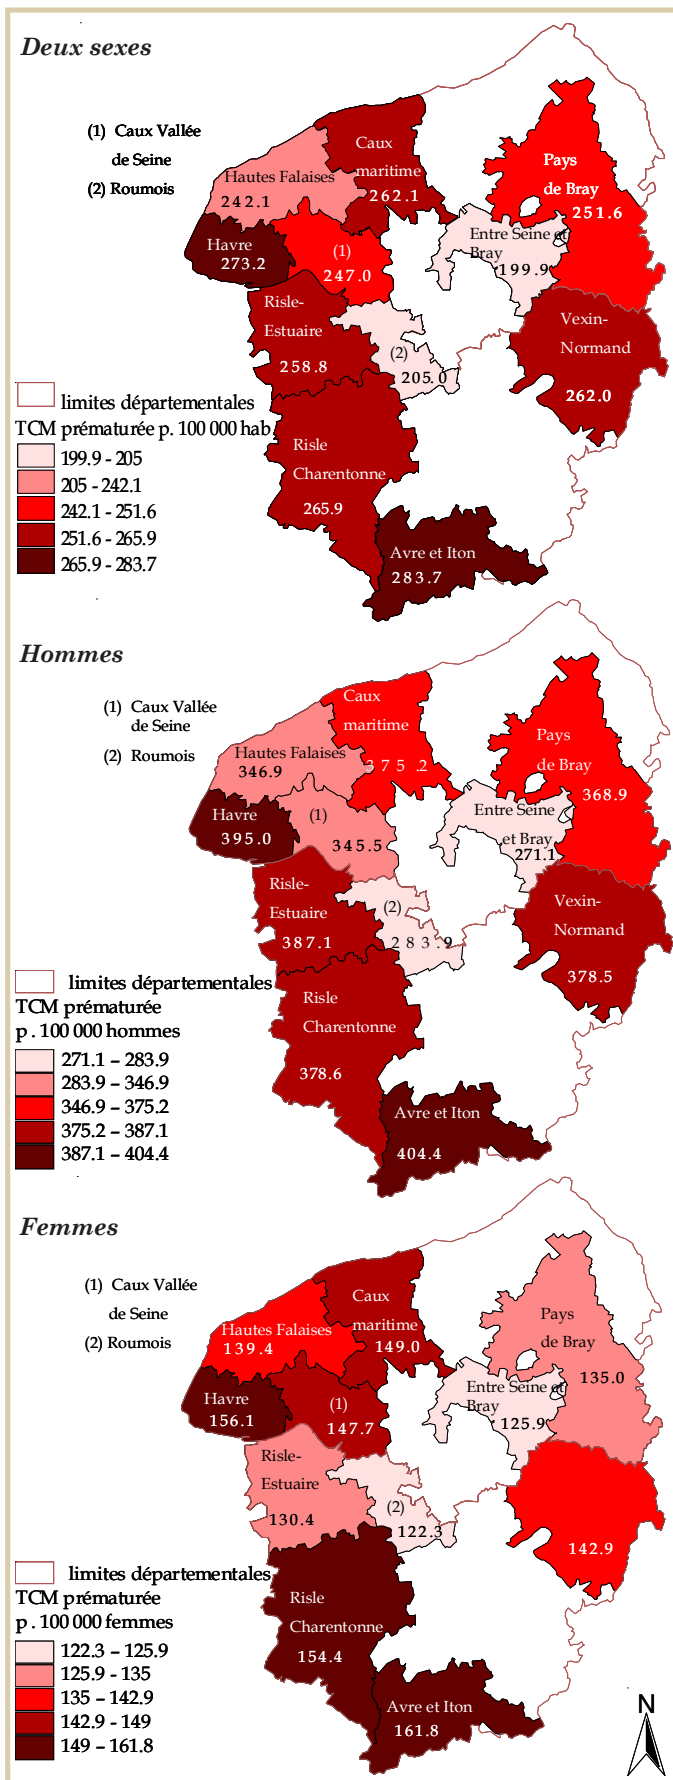 Deux sexes
(1) Caux Vallée
de Seine
(2) Roumois
Caux
maritime
262.1
Hautes Falaises
242.1
Pays
de Bray
251.6
Havre
273.2
(1)
247.0
Entre Seine et
Bray
199.9
Risle-
Estuaire
258.8
(2)
205.0
Vexin-
Normand
262.0
limites départementales
TCM prématurée p. 100 000 hab
199.9 - 205
205 - 242.1
242.1 - 251.6
251.6 - 265.9
265.9 - 283.7
Risle
Charentonne
265.9
Avre et Iton
283.7
Hommes
(1) Caux Vallée
de Seine
(2) Roumois
Caux
maritime
375.2
Hautes Falaises
346.9
Pays
de Bray
368.9
Havre
395.0
(1)
345.5
Entre Seine
et Bray
271.1
Risle-
Estuaire
387.1
(2)
283.9
Vexin-
Normand
378.5
limites départementales
TCM prématurée
p . 100 000 hommes
271.1 – 283.9
283.9 – 346.9
346.9 – 375.2
375.2 – 387.1
387.1 – 404.4
Risle
Charentonne
378.6
Avre et Iton
404.4
Femmes
(1) Caux Vallée
de Seine
(2) Roumois
Caux
maritime
149.0
Hautes Falaises
139.4
Pays
de Bray
135.0
Havre
156.1
(1)
147.7
Entre Seine et
Bray
125.9
Risle-
Estuaire
130.4
(2)
122.3
142.9
limites départementales
TCM prématurée
p . 100 000 femmes
122.3 – 125.9
125.9 - 135
135 – 142.9
142.9 – 149
149 – 161.8
Risle
Charentonne
154.4
Avre et Iton
161.8
N